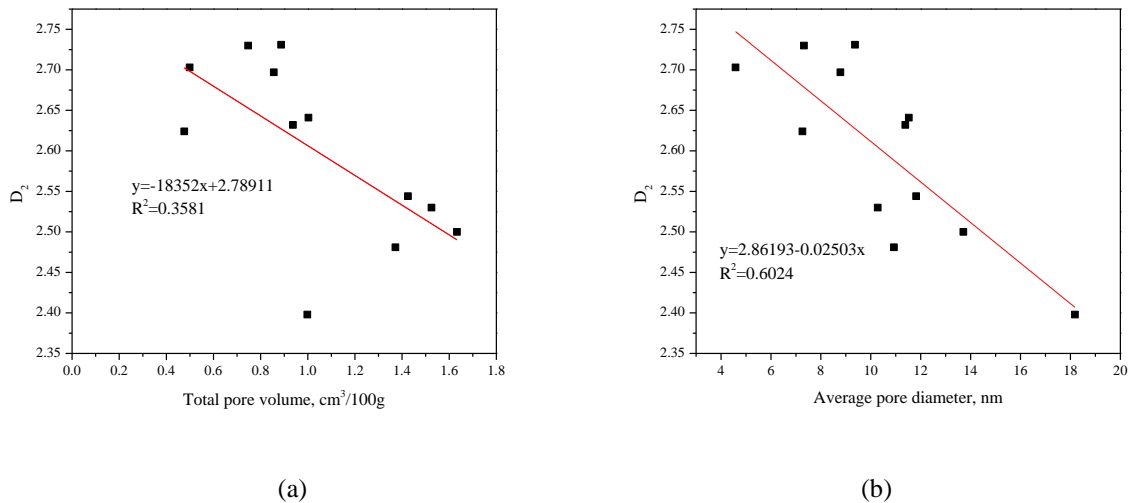 2.75
2.70
2.65
2.60
2.55
2.50
2.45
2.40
2.35
D₂
y=-18352x+2.78911
R²=0.3581
0.0 0.2 0.4 0.6 0.8 1.0 1.2 1.4 1.6 1.8
Total pore volume, cm³/100g
(a)
2.75
2.70
2.65
2.60
2.55
2.50
2.45
2.40
2.35
D₂
y=2.86193-0.02503x
R²=0.6024
4 6 8 10 12 14 16 18 20
Average pore diameter, nm
(b)